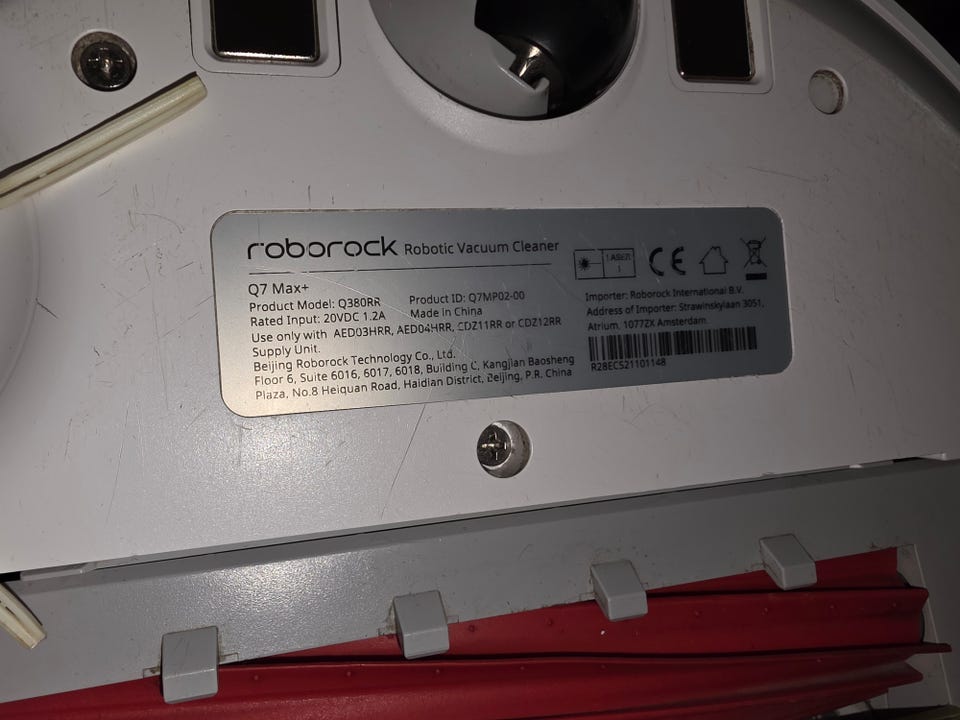 roborock Robotic Vacuum Cleaner
Q7 Max+
Product Model: Q380RR Product ID: Q7MP02-00
Rated Input: 20VDC 1.2A Made in China
Use only with AED03HRR, AED04HRR, CDZ11RR or CDZ12RR
Supply Unit.
Beijing Roborock Technology Co., Ltd.
Floor 6, Suite 6016, 6017, 6018, Building C, Kangjian Baosheng
Plaza, No.8 Heiquan Road, Haidian District, Beijing, P.R. China
CE
Importer: Roborock International B.V.
Address of Importer: Strawinskylaan 3051,
Atrium, 1077ZX Amsterdam.
R28ECS21101148